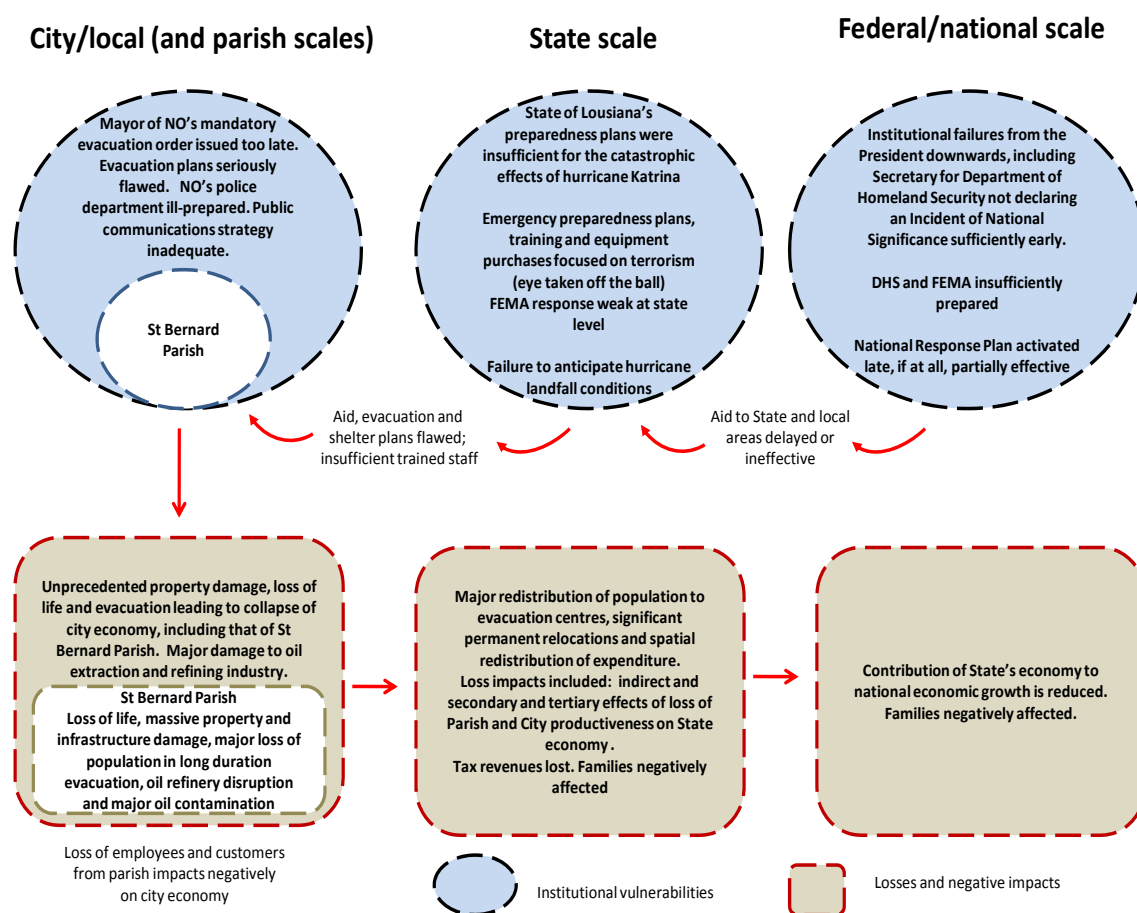 City/local (and parish scales)
State scale
Federal/national scale
Mayor of NO's mandatory
evacuation order issued too late.
Evacuation plans seriously
flawed. NO's police
department ill-prepared. Public
communications strategy
inadequate.
St Bernard
Parish
State of Lousiana's
preparedness plans were
insufficient for the catastrophic
effects of hurricane Katrina
Emergency preparedness plans,
training and equipment
purchases focused on terrorism
(eye taken off the ball)
FEMA response weak at state
level
Failure to anticipate hurricane
landfall conditions
Institutional failures from the
President downwards, including
Secretary for Department of
Homeland Security not declaring
an Incident of National
Significance sufficiently early.
DHS and FEMA insufficiently
prepared
National Response Plan activated
late, if at all, partially effective
Aid, evacuation and
shelter plans flawed;
insufficient trained staff
Aid to State and local
areas delayed or
ineffective
Unprecedented property damage, loss of
life and evacuation leading to collapse of
city economy, including that of St
Bernard Parish. Major damage to oil
extraction and refining industry.
St Bernard Parish
Loss of life, massive property and
infrastructure damage, major loss of
population in long duration
evacuation, oil refinery disruption
and major oil contamination
Major redistribution of population to
evacuation centres, significant
permanent relocations and spatial
redistribution of expenditure.
Loss impacts included: indirect and
secondary and tertiary effects of loss of
Parish and City productiveness on State
economy .
Tax revenues lost. Families negatively
affected
Contribution of State's economy to
national economic growth is reduced.
Families negatively affected.
Loss of employees and customers
from parish impacts negatively
on city economy
Institutional vulnerabilities
Losses and negative impacts